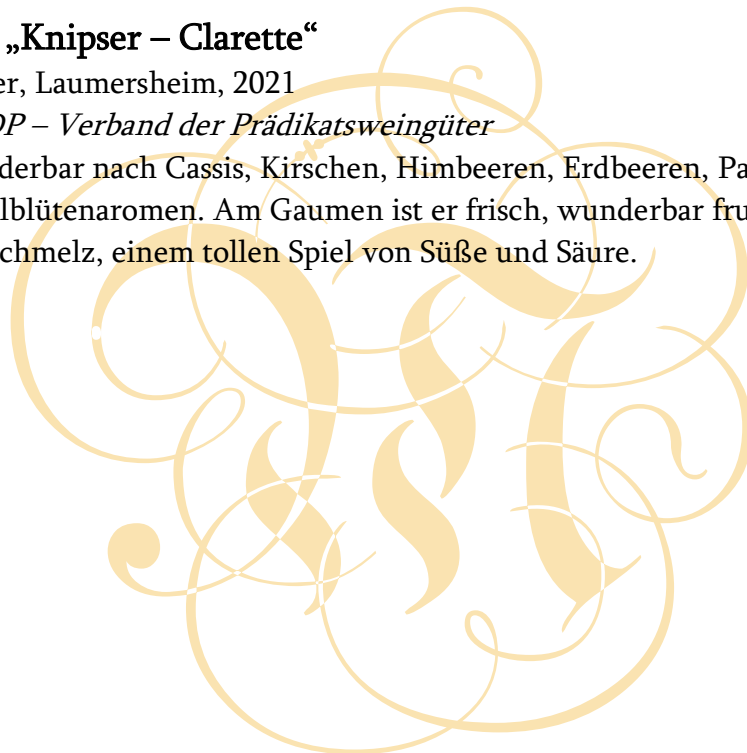 „Knipser – Clarette“
er, Laumersheim, 2021
DP – Verband der Prädikatsweingüter
derbar nach Cassis, Kirschen, Himbeeren, Erdbeeren, Pa
lblütenaromen. Am Gaumen ist er frisch, wunderbar fru
chmelz, einem tollen Spiel von Süße und Säure.